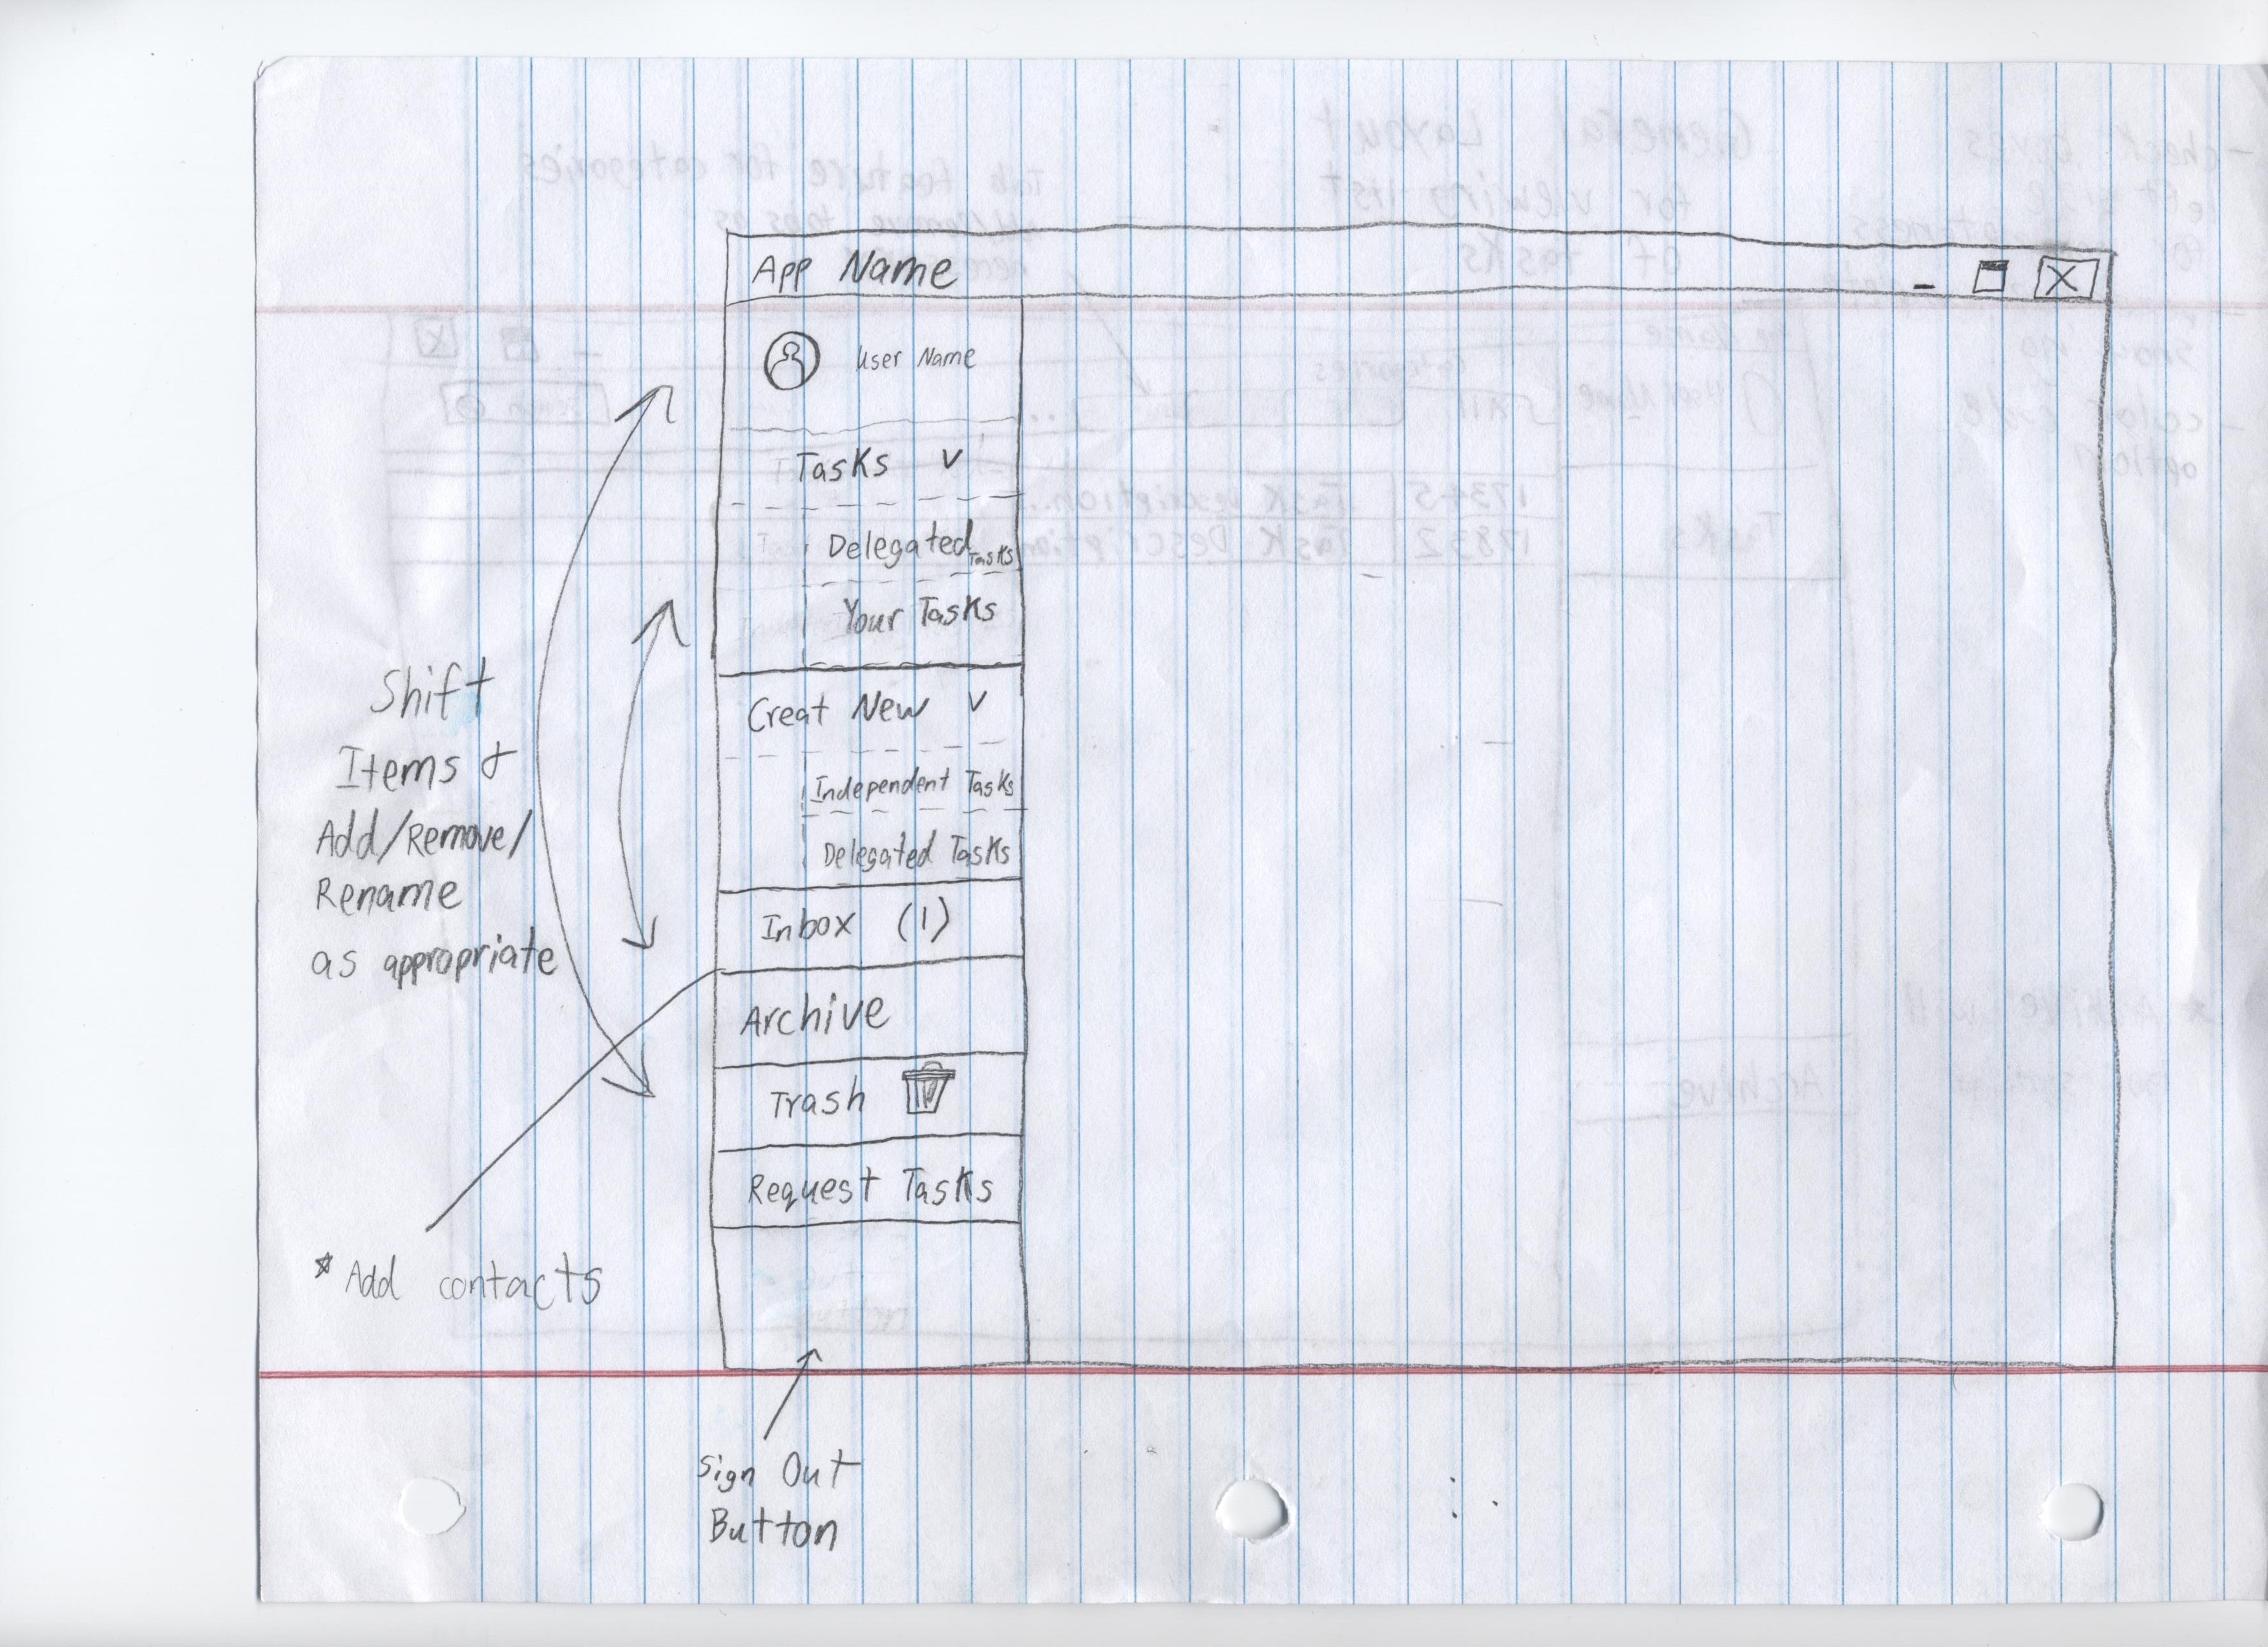 App Name
User Name
Tasks v
Delegated Tasks
Your Tasks
Creat New v
Independent Tasks
Delegated Tasks
Inbox (1)
Archive
Trash
Request Tasks
Shift
Items &
Add/Remove/
Rename
as appropriate
* Add contacts
Sign Out
Button